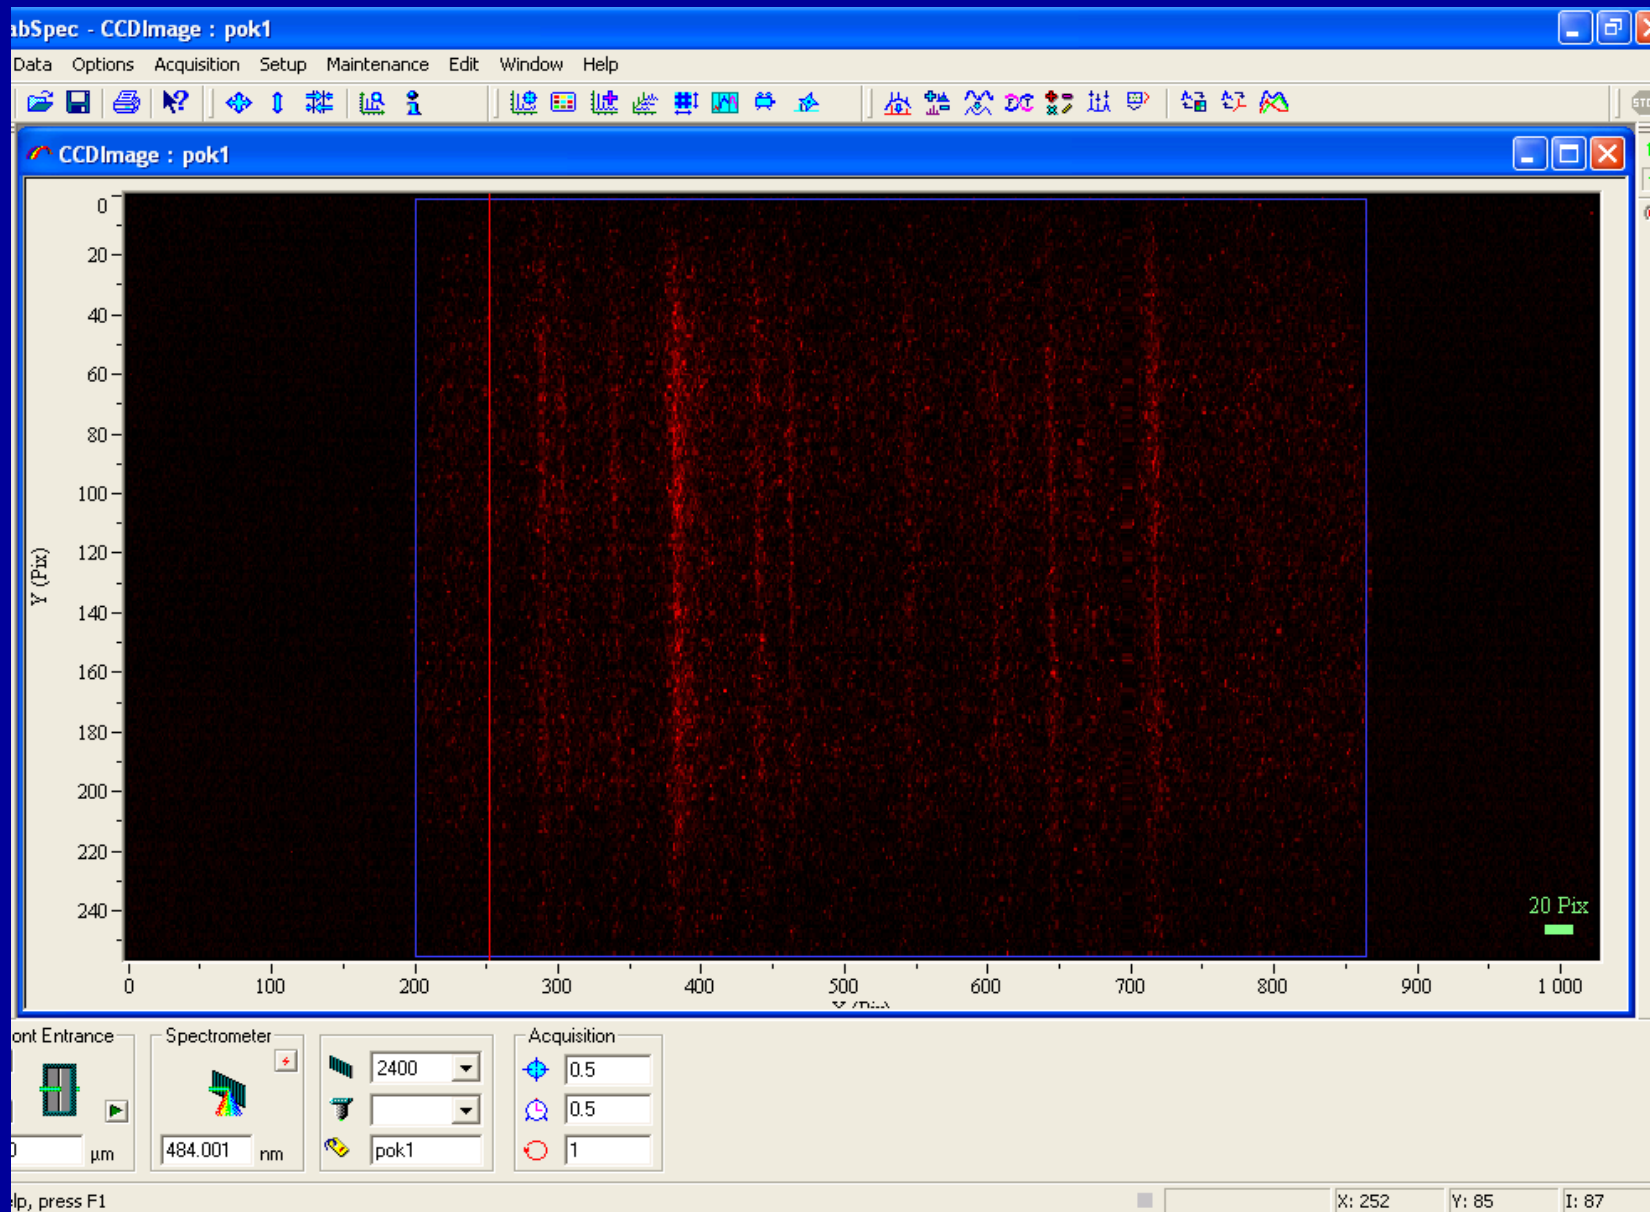 abSpec - CCDImage : pok1
Data Options Acquisition Setup Maintenance Edit Window Help
CCDImage : pok1
0
20
40
60
80
100
120
140
160
180
200
220
240
Y (Pix)
20 Pix
0 100 200 300 400 500 600 700 800 900 1 000
ont Entrance
Spectrometer
Acquisition
2400
0.5
0.5
484.001 nm
µm
pok1
1
lp, press F1
X: 252 Y: 85 I: 87